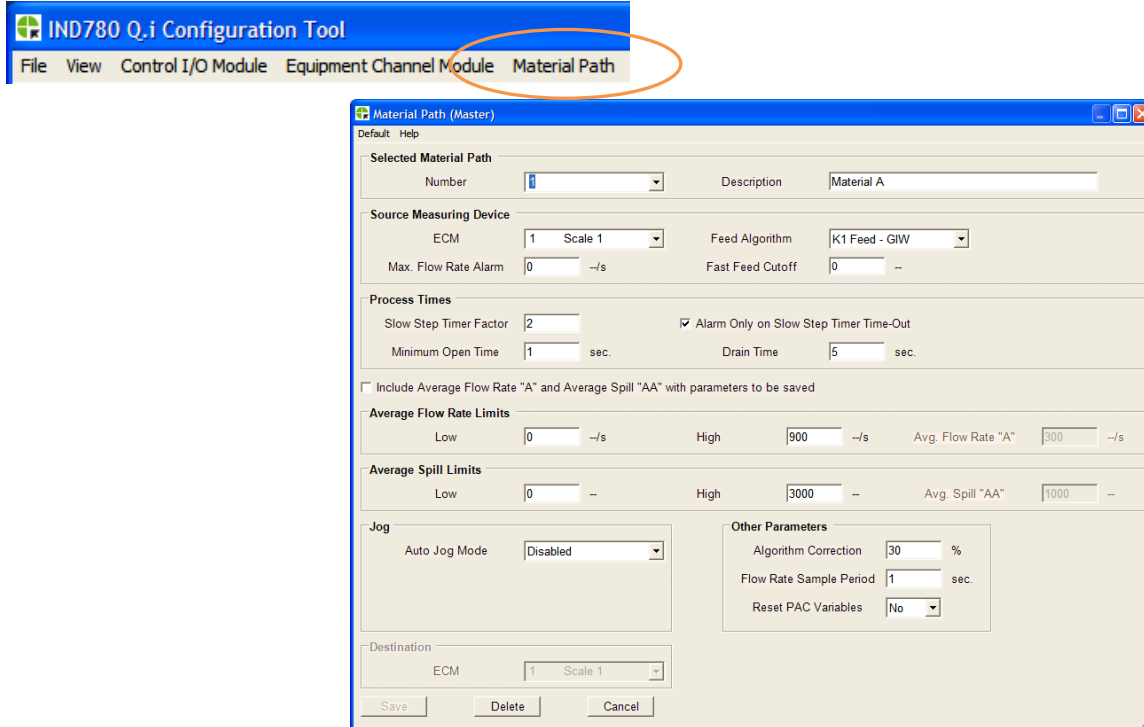 IND780 Q.i Configuration Tool
File View Control I/O Module Equipment Channel Module Material Path
Material Path (Master)
Default Help
Selected Material Path
Number 1 Description Material A
Source Measuring Device
ECM 1 Scale 1 Feed Algorithm K1 Feed - GIW
Max. Flow Rate Alarm 0 --/s Fast Feed Cutoff 0 --
Process Times
Slow Step Timer Factor 2 Alarm Only on Slow Step Timer Time-Out
Minimum Open Time 1 sec. Drain Time 5 sec.
Include Average Flow Rate "A" and Average Spill "AA" with parameters to be saved
Average Flow Rate Limits
Low 0 --/s High 900 --/s Avg. Flow Rate "A" 300 --/s
Average Spill Limits
Low 0 -- High 3000 -- Avg. Spill "AA" 1000 --
Jog Other Parameters
Auto Jog Mode Disabled Algorithm Correction 30 %
Flow Rate Sample Period 1 sec.
Reset PAC Variables No
Destination
ECM 1 Scale 1
Save Delete Cancel